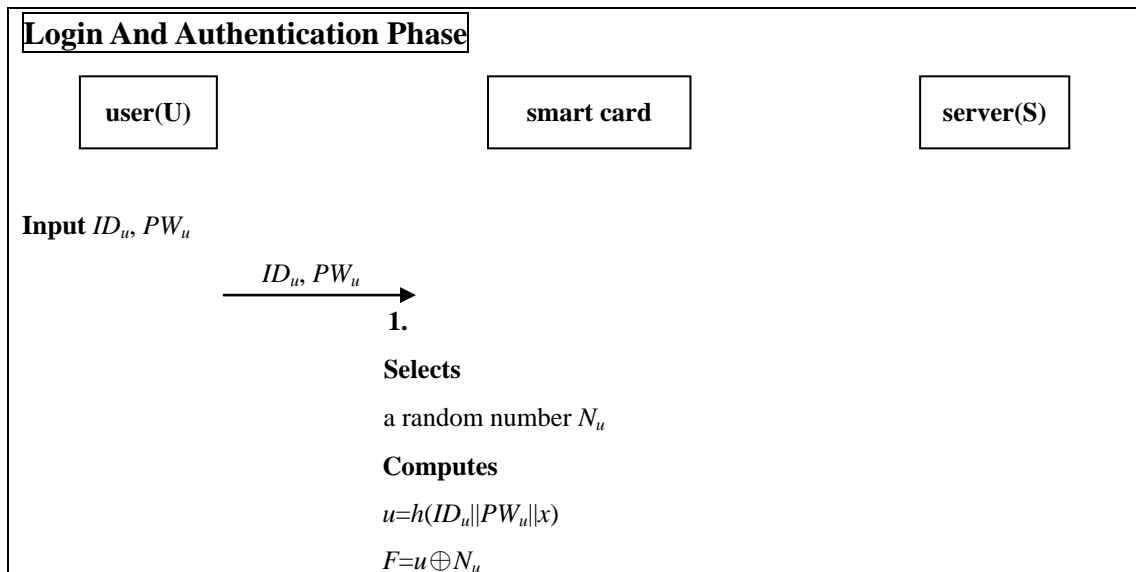 Login And Authentication Phase
user(U) smart card server(S)
Input IDu, PWu
IDu, PWu
1.
Selects
a random number Nu
Computes
u=h(IDu||PWu||x)
F=u⊕Nu